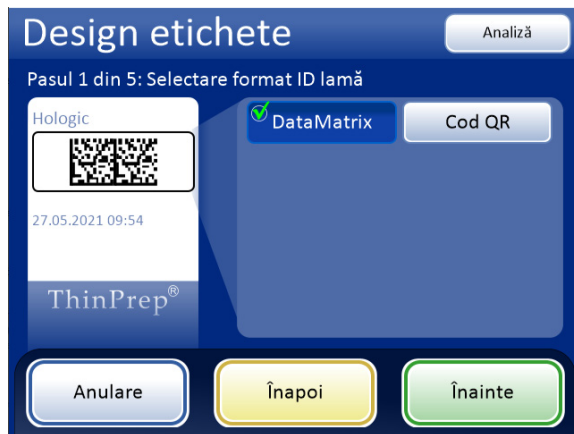 Design etichete
Analiză
Pasul 1 din 5: Selectare format ID lamă
Hologic
DataMatrix
Cod QR
27.05.2021 09:54
ThinPrep®
Anulare
Înapoi
Înainte